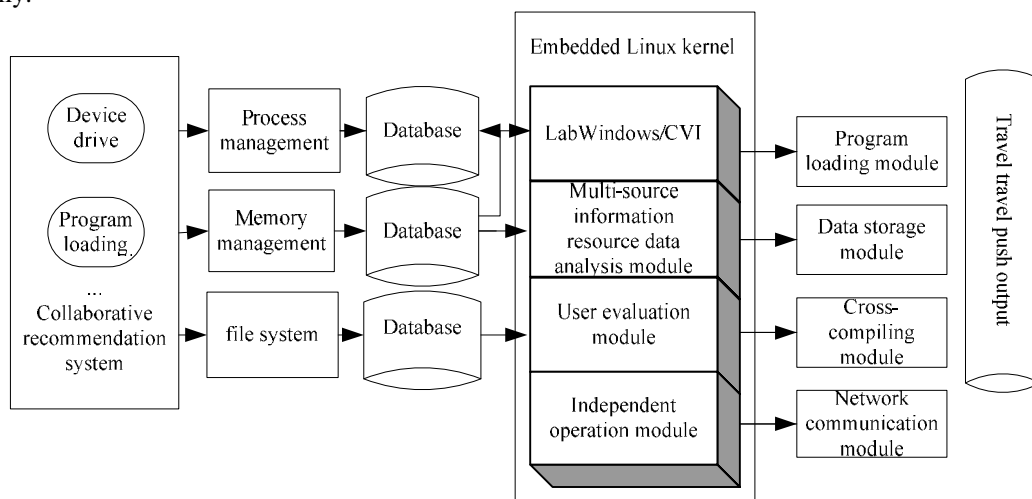 Device
drive
Program
loading.
...
Collaborative
recommendation
system
Process
management
Memory
management
file system
Database
Database
Database
Embedded Linux kernel
LabWindows/CVI
Multi-source
information
resource data
analysis module
User evaluation
module
Independent
operation module
Program
loading module
Data storage
module
Cross-
compiling
module
Network
communication
module
Travel travel push output